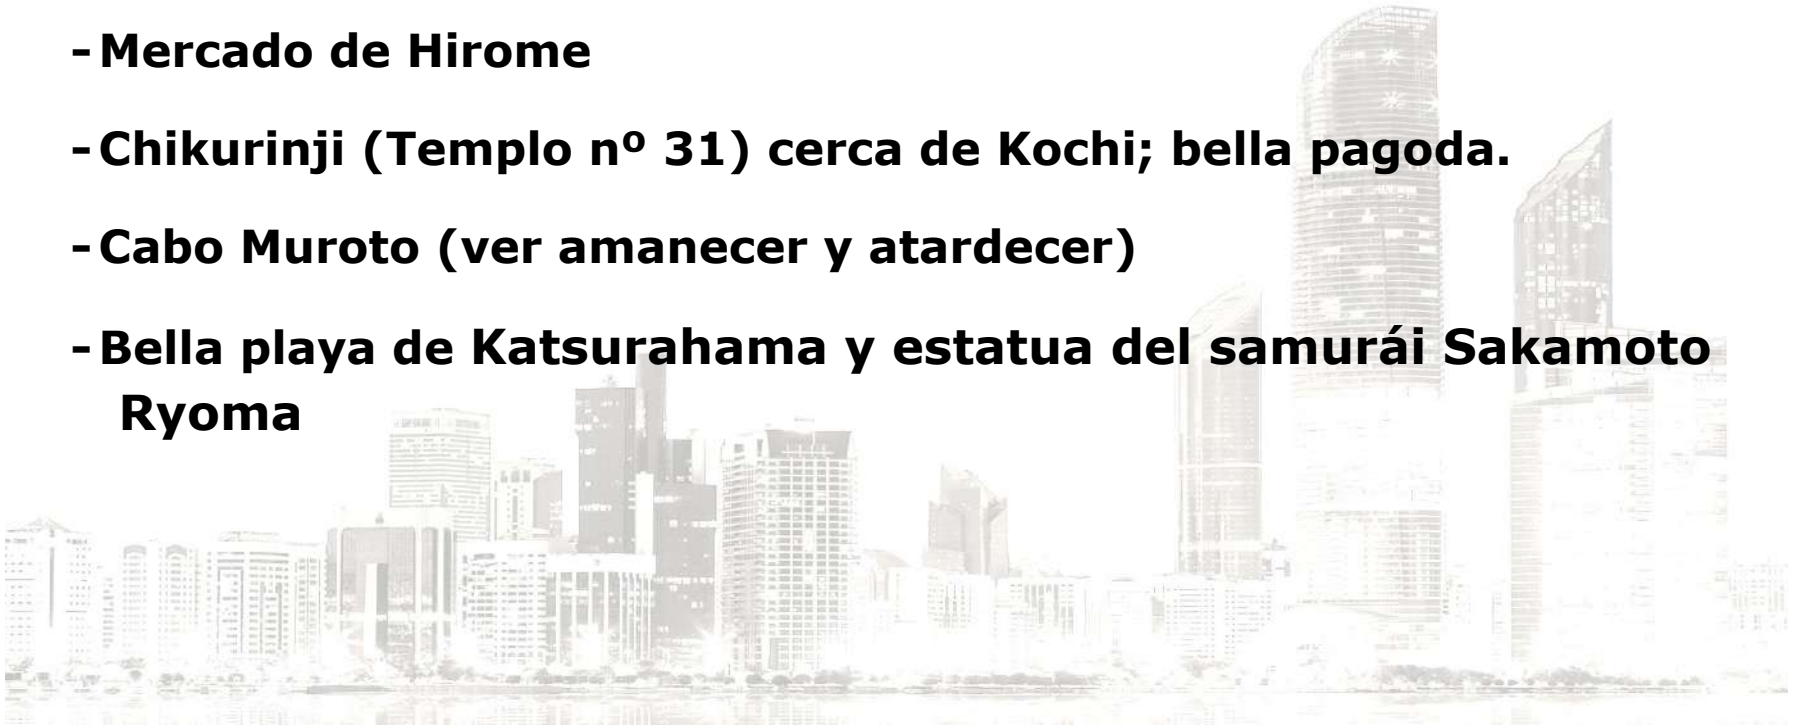 - Mercado de Hirome
- Chikurinji (Templo nº 31) cerca de Kochi; bella pagoda.
- Cabo Muroto (ver amanecer y atardecer)
- Bella playa de Katsurahama y estatua del samurái Sakamoto
Ryoma